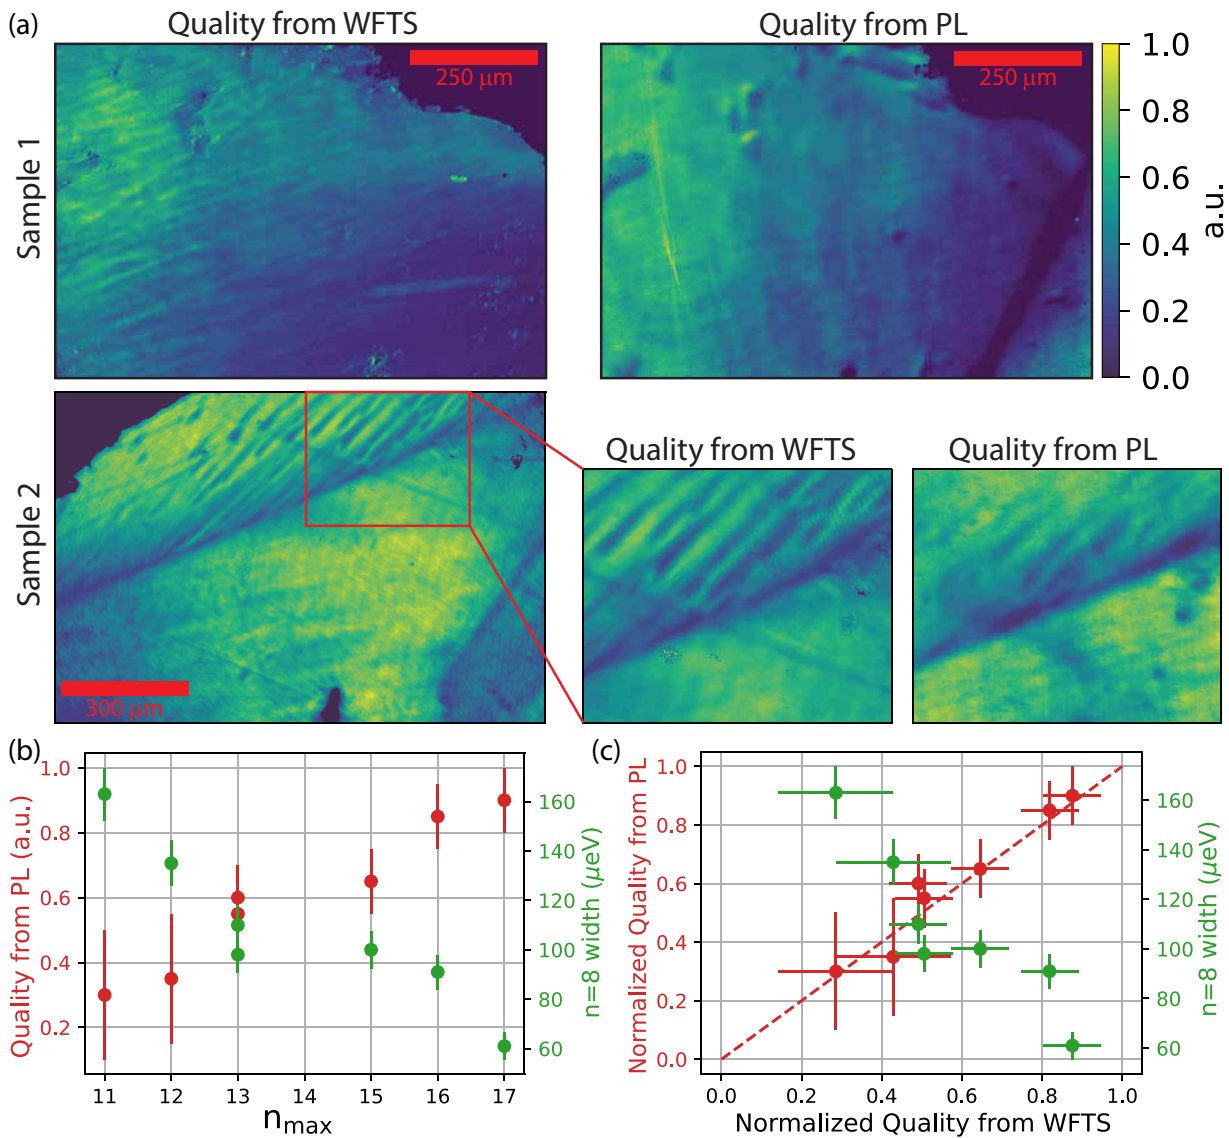 (a)
Quality from WFTS
Quality from PL
Sample 1
250 μm
250 μm
1.0
0.8
0.6
0.4
0.2
0.0
a.u.
Sample 2
300 μm
Quality from WFTS
Quality from PL
(b)
Quality from PL (a.u.)
1.0
0.8
0.6
0.4
0.2
160
140
120
100
80
60
n=8 width (μeV)
11 12 13 14 15 16 17
n_max
(c)
Normalized Quality from PL
1.0
0.8
0.6
0.4
0.2
0.0
160
140
120
100
80
60
n=8 width (μeV)
0.0 0.2 0.4 0.6 0.8 1.0
Normalized Quality from WFTS